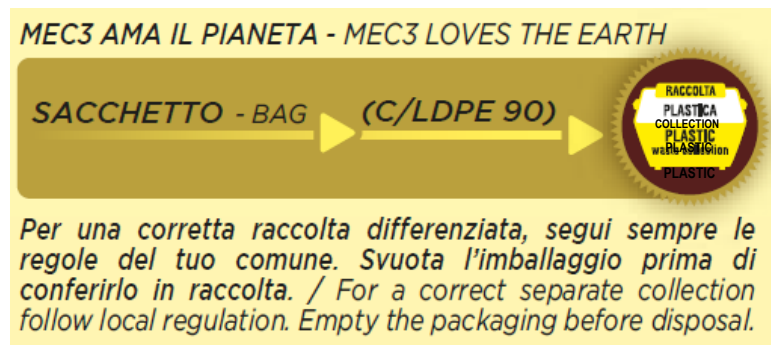 MEC3 AMA IL PIANETA - MEC3 LOVES THE EARTH
SACCHETTO - BAG (C/LDPE 90)
RACCOLTA
PLASTICA
COLLECTION
PLASTIC
PLASTIC
PLASTIC
Per una corretta raccolta differenziata, segui sempre le
regole del tuo comune. Svuota l'imballaggio prima di
conferirlo in raccolta. / For a correct separate collection
follow local regulation. Empty the packaging before disposal.